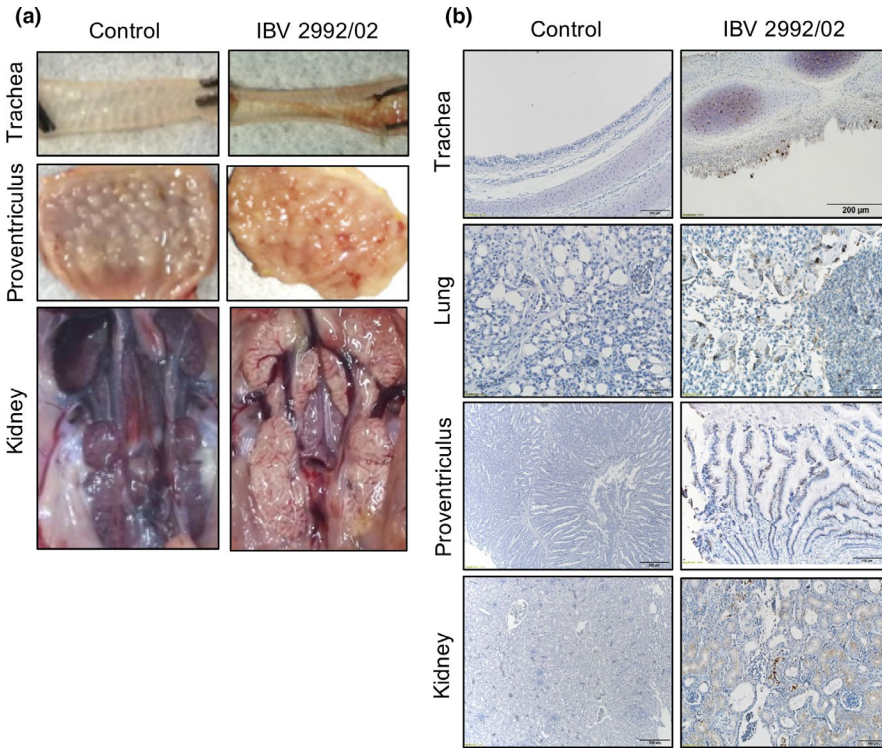 (a)
Control
IBV 2992/02
Trachea
Proventriculus
Kidney
(b)
Control
IBV 2992/02
Trachea
200 µm
Lung
Proventriculus
Kidney